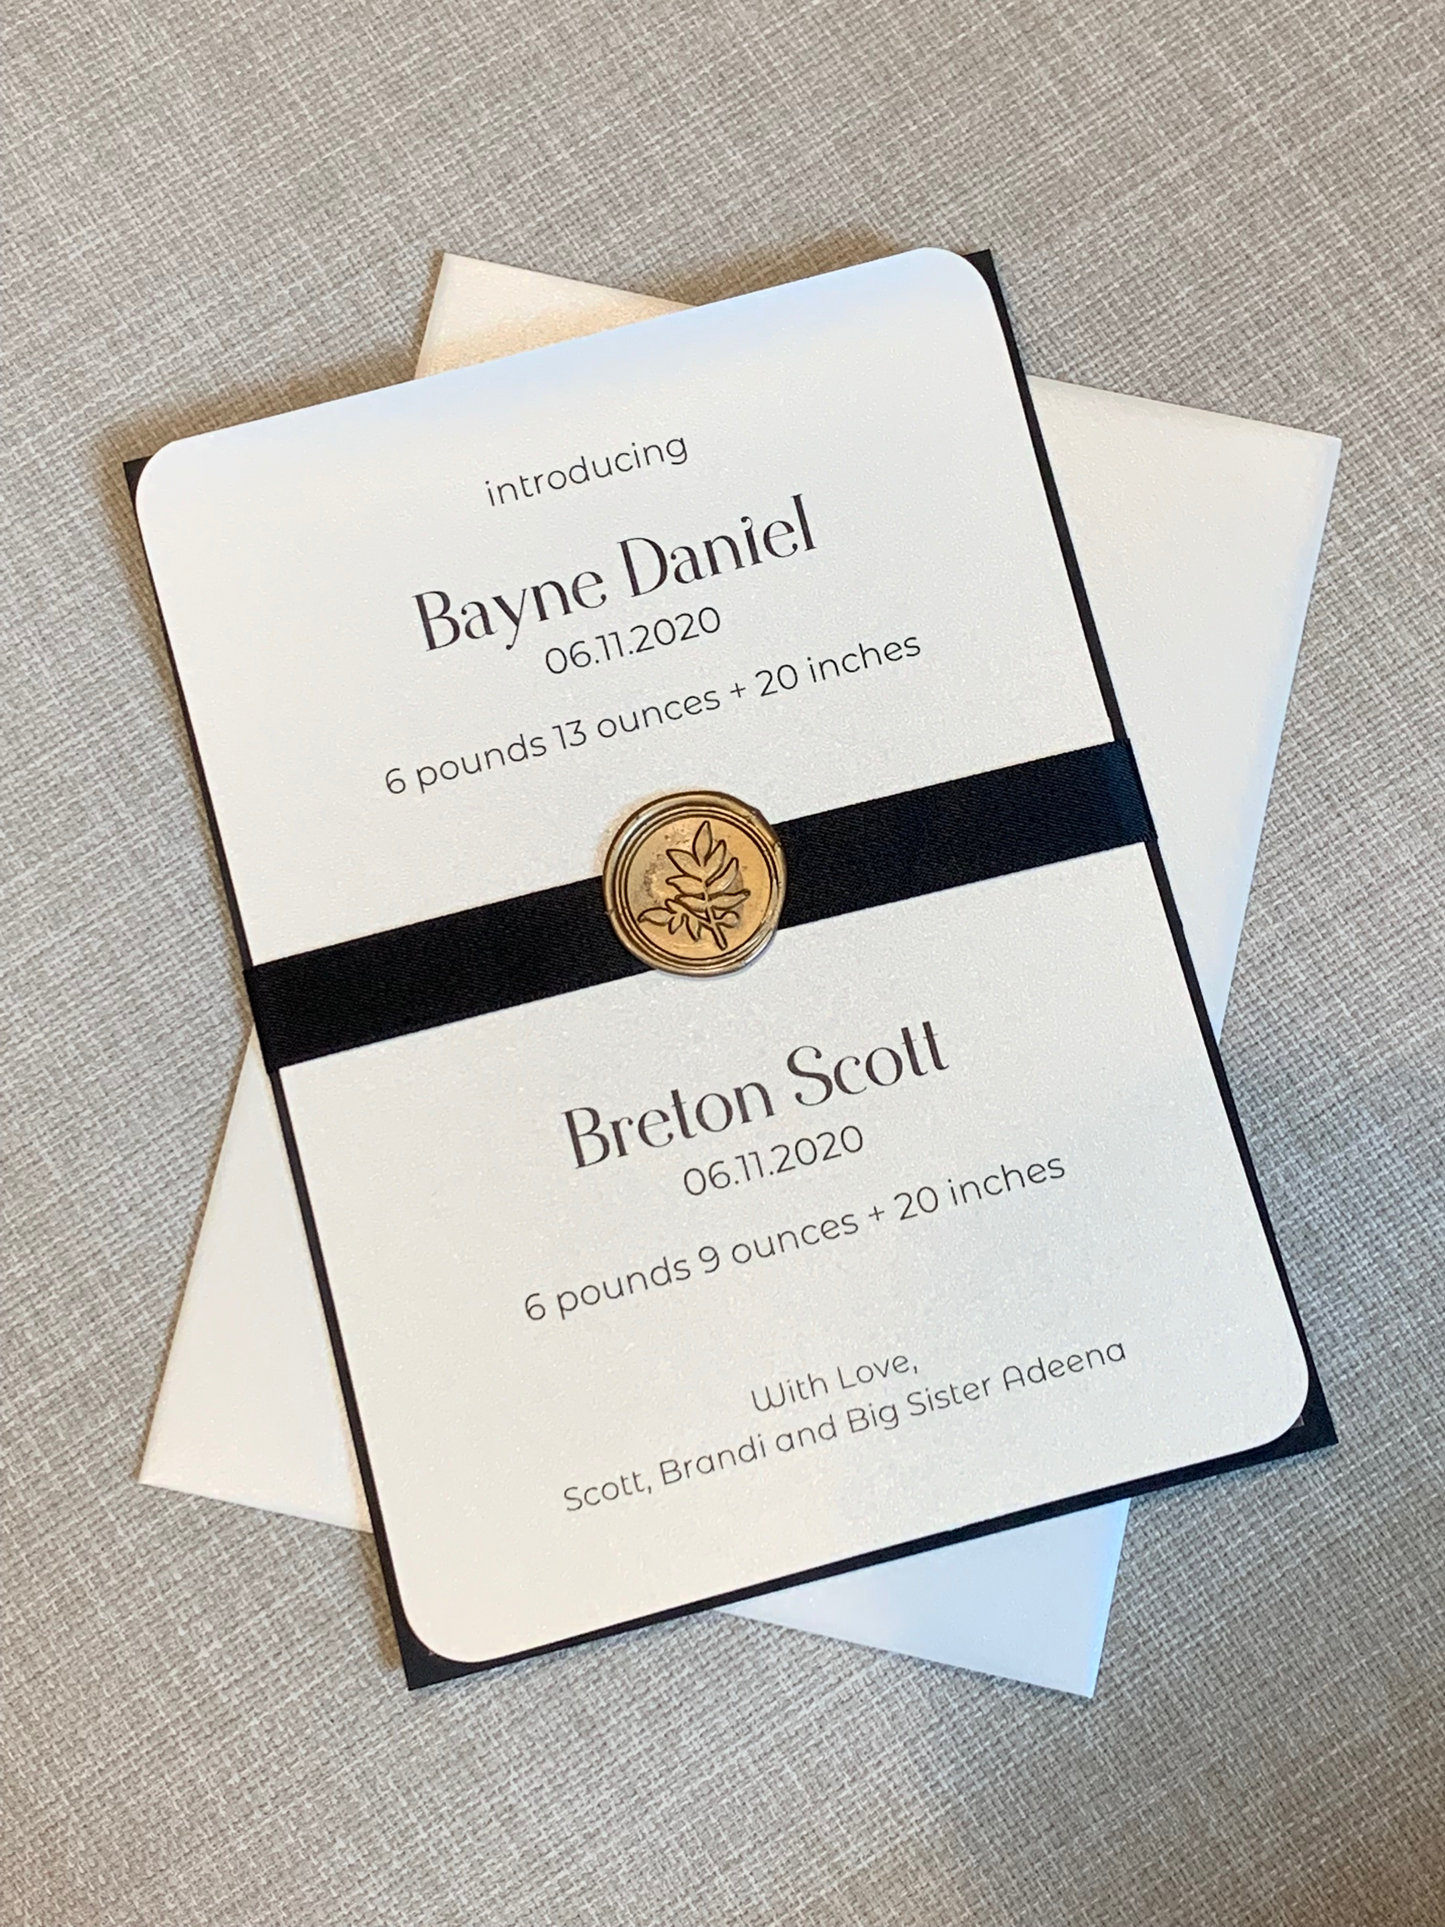 introducing
Bayne Daniel
06.11.2020
6 pounds 13 ounces + 20 inches
Breton Scott
06.11.2020
6 pounds 9 ounces + 20 inches
With Love,
Scott, Brandi and Big Sister Adeena